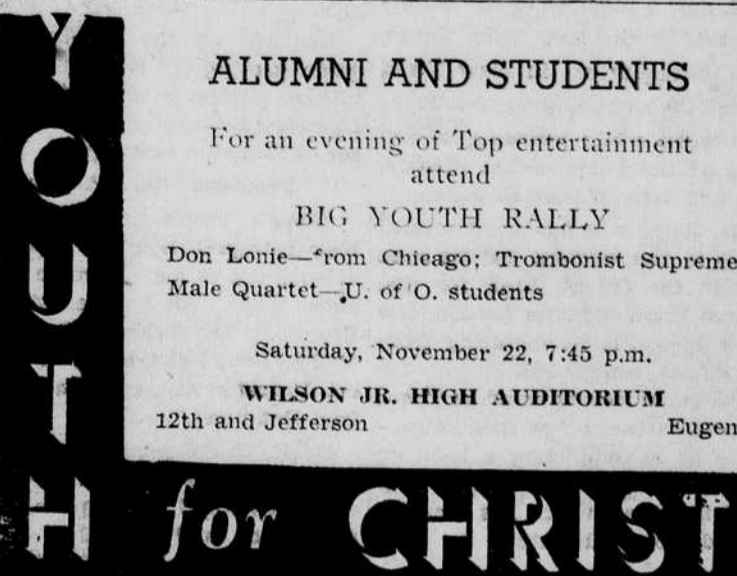 YOUTH for CHRIST
ALUMNI AND STUDENTS
For an evening of Top entertainment
attend
BIG YOUTH RALLY
Don Lonie—from Chicago: Trombonist Supreme
Male Quartet—U. of O. students
Saturday, November 22, 7:45 p.m.
WILSON JR. HIGH AUDITORIUM
12th and Jefferson Eugen